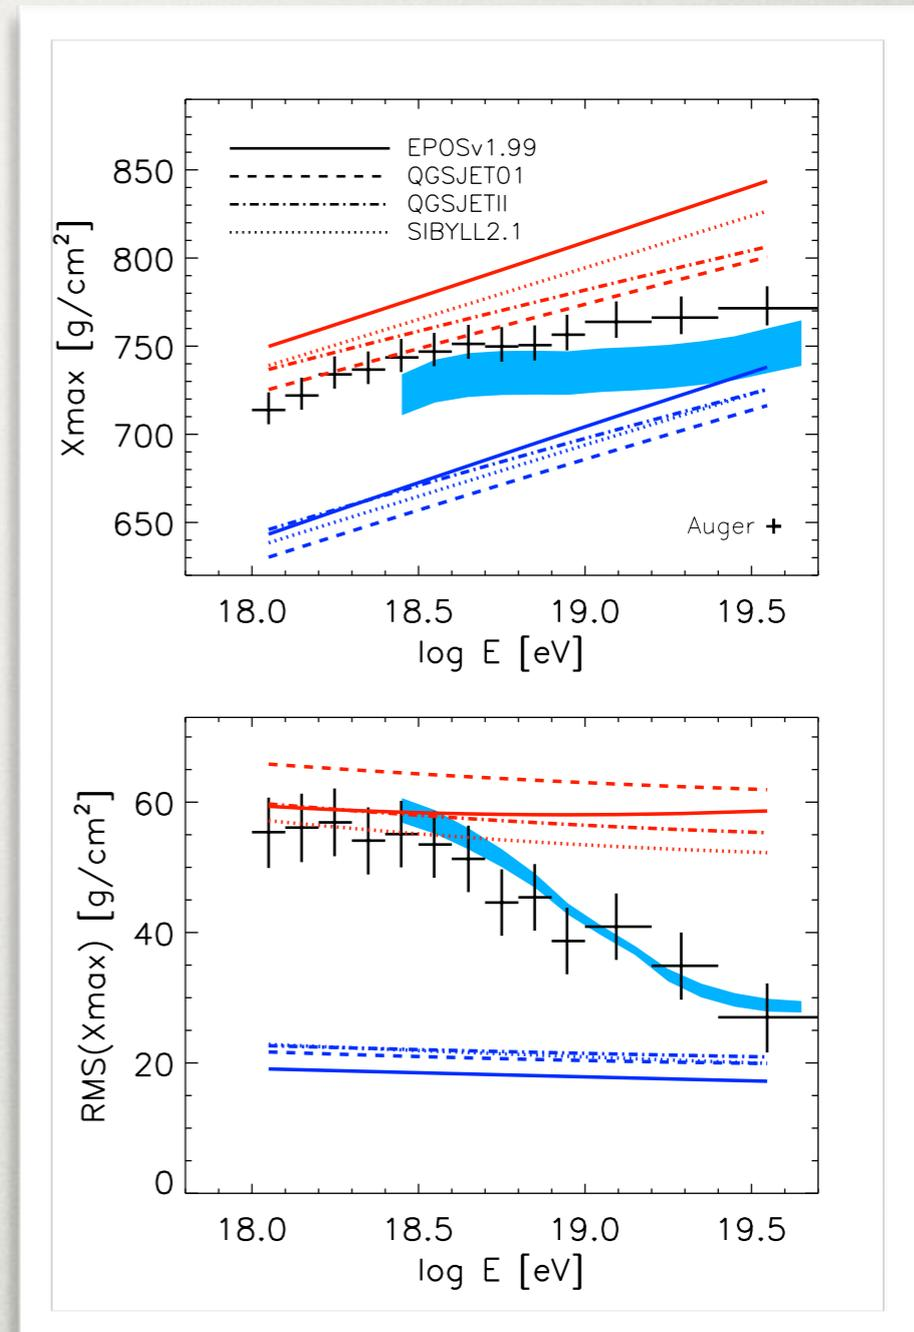 EPOSv1.99
QGSJET01
QGSJETII
SIBYLL2.1
850
800
750
700
650
Xmax [g/cm²]
Auger +
18.0 18.5 19.0 19.5
log E [eV]
60
40
20
0
RMS(Xmax) [g/cm²]
18.0 18.5 19.0 19.5
log E [eV]